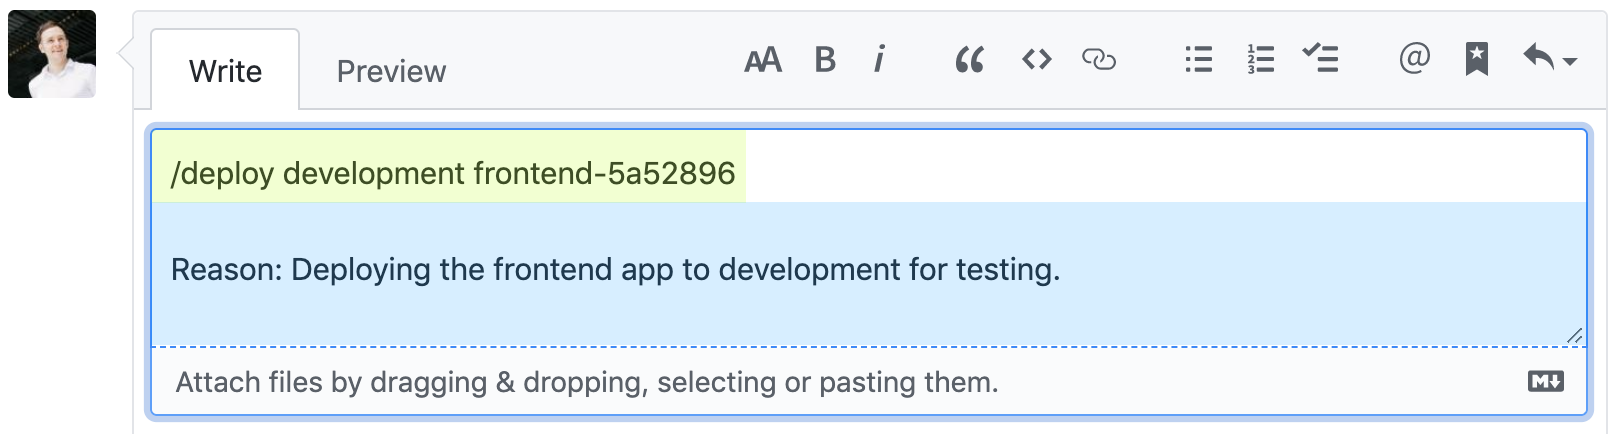 Write
Preview
AA B i @
/deploy development frontend-5a52896
Reason: Deploying the frontend app to development for testing.
Attach files by dragging & dropping, selecting or pasting them.
M